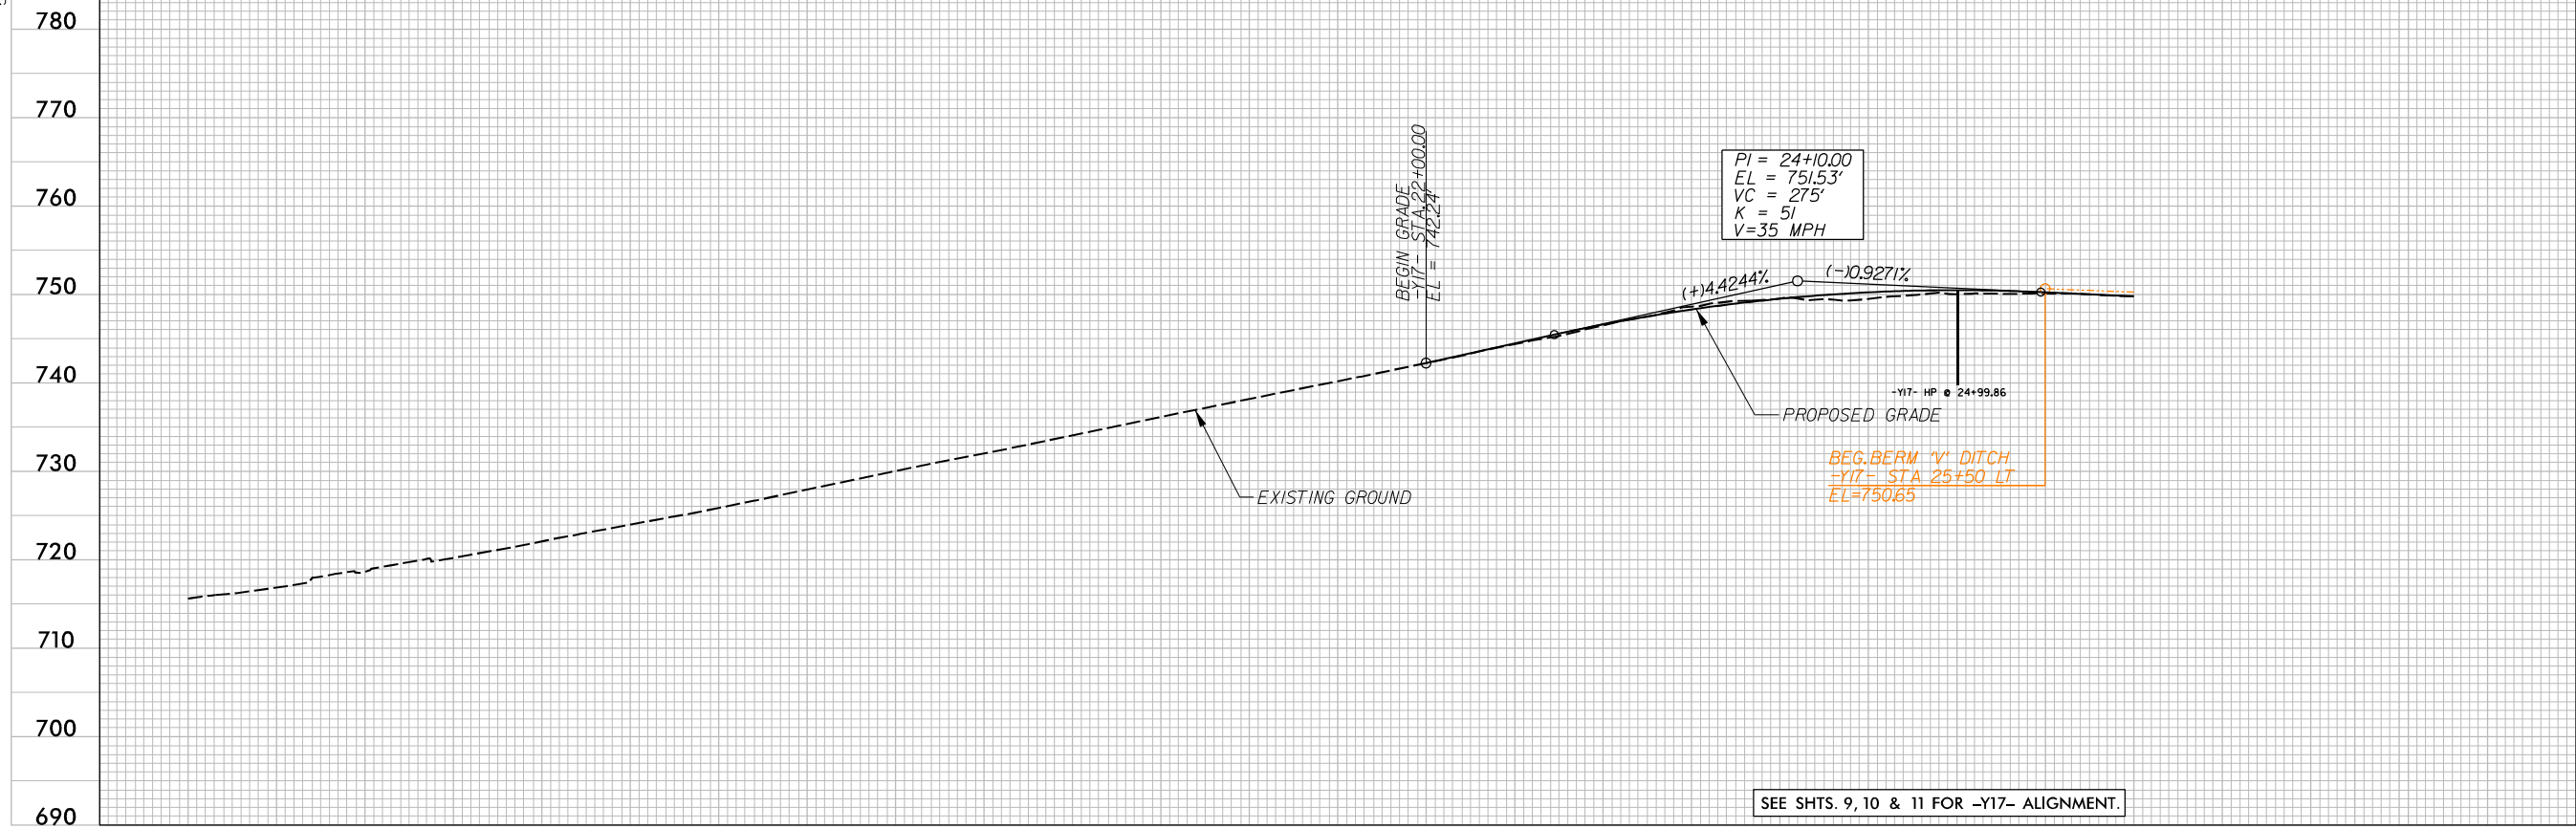 780
770
760
750
740
730
720
710
700
690
BEGIN GRADE
-Y17- STA.22+00.00
EL = 742.24'
PI = 24+10.00
EL = 751.53'
VC = 275'
K = 51
V=35 MPH
(+)4.4244%
(-)0.9271%
-Y17- HP @ 24+99.86
PROPOSED GRADE
EXISTING GROUND
BEG.BERM 'V' DITCH
-Y17- STA 25+50 LT
EL=750.65
SEE SHTS. 9, 10 & 11 FOR -Y17- ALIGNMENT.